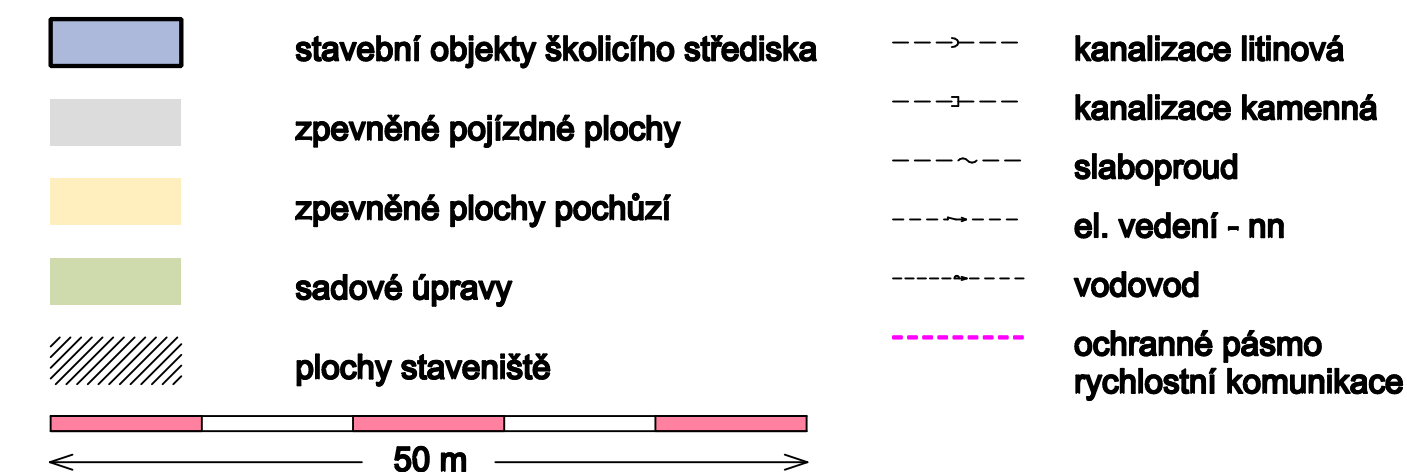 stavební objekty školicího střediska
zpevněné pojízdné plochy
zpevněné plochy pochůzí
sadové úpravy
plochy staveniště
50 m
kanalizace litinová
kanalizace kamenná
slaboproud
el. vedení - nn
vodovod
ochranné pásmo
rychlostní komunikace